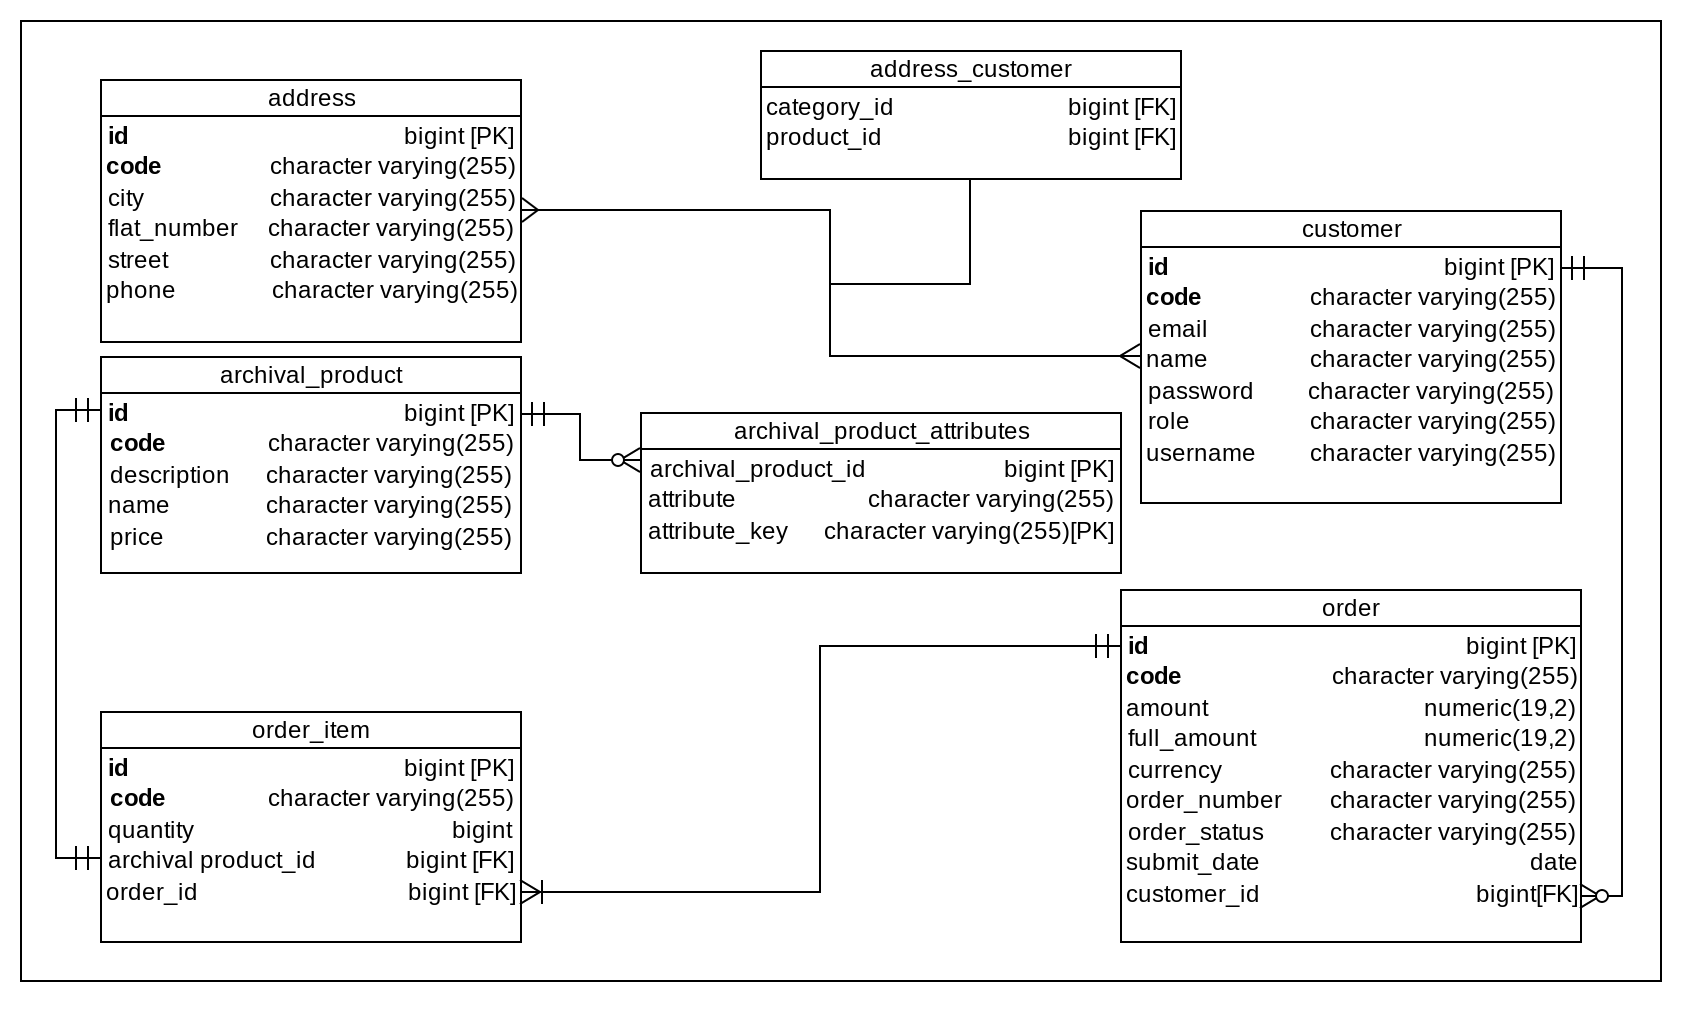 address
id bigint [PK]
code character varying(255)
city character varying(255)
flat_number character varying(255)
street character varying(255)
phone character varying(255)
address_customer
category_id bigint [FK]
product_id bigint [FK]
customer
id bigint [PK]
code character varying(255)
email character varying(255)
name character varying(255)
password character varying(255)
role character varying(255)
username character varying(255)
archival_product
id bigint [PK]
code character varying(255)
description character varying(255)
name character varying(255)
price character varying(255)
archival_product_attributes
archival_product_id bigint [PK]
attribute character varying(255)
attribute_key character varying(255)[PK]
order_item
id bigint [PK]
code character varying(255)
quantity bigint
archival product_id bigint [FK]
order_id bigint [FK]
order
id bigint [PK]
code character varying(255)
amount numeric(19,2)
full_amount numeric(19,2)
currency character varying(255)
order_number character varying(255)
order_status character varying(255)
submit_date date
customer_id bigint[FK]